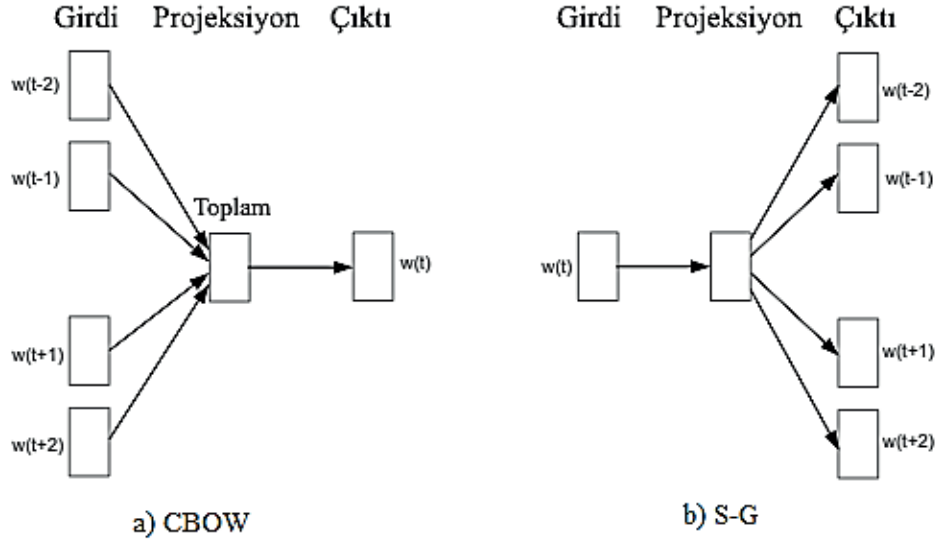 Girdi Projeksiyon Çıktı
w(t-2)
w(t-1)
Toplam
w(t)
w(t+1)
w(t+2)
a) CBOW
Girdi Projeksiyon Çıktı
w(t-2)
w(t-1)
w(t)
w(t+1)
w(t+2)
b) S-G